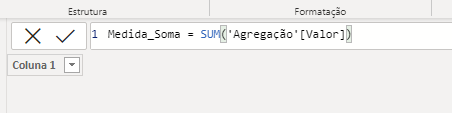 Estrutura Formatação
1 Medida_Soma = SUM('Agregação'[Valor])
Coluna 1